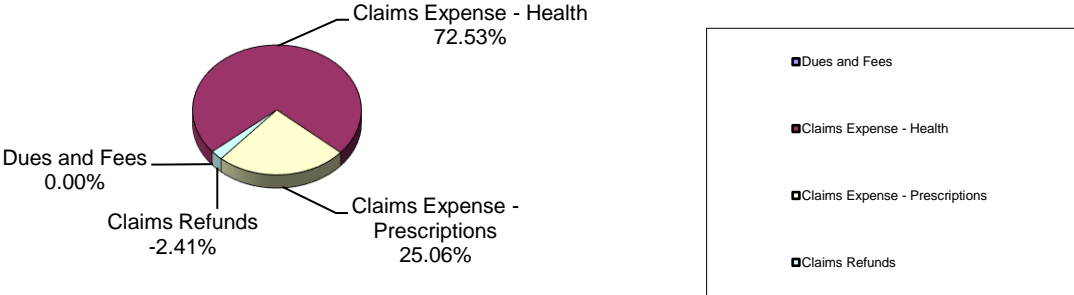 Claims Expense - Health
72.53%
Dues and Fees
0.00%
Claims Refunds
-2.41%
Claims Expense -
Prescriptions
25.06%
Dues and Fees
Claims Expense - Health
Claims Expense - Prescriptions
Claims Refunds